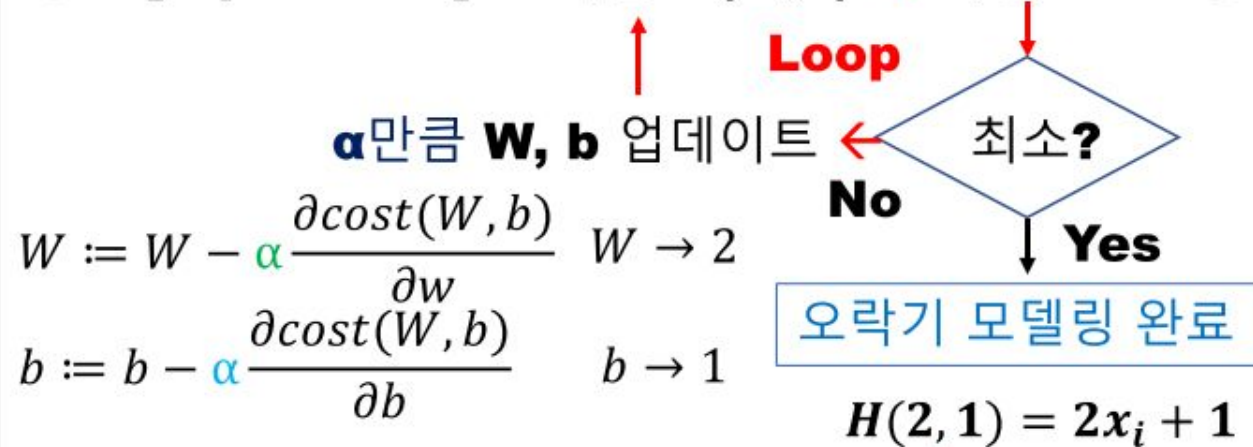 Loop
α만큼 W, b 업데이트 ← 최소?
No
Yes
W ≔ W − α ∂cost(W, b)/∂w W → 2
오락기 모델링 완료
b ≔ b − α ∂cost(W, b)/∂b b → 1
H(2, 1) = 2xᵢ + 1